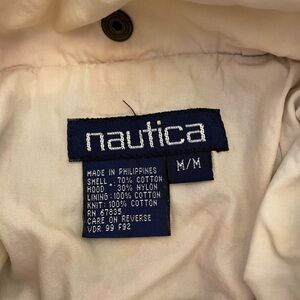 nautica
M/M
MADE IN PHILIPPINES
SHELL : 70% COTTON
HOOD : 30% NYLON
LINING: 100% COTTON
KNIT: 100% COTTON
RN 67835
CARE ON REVERSE
VDR 99 F92